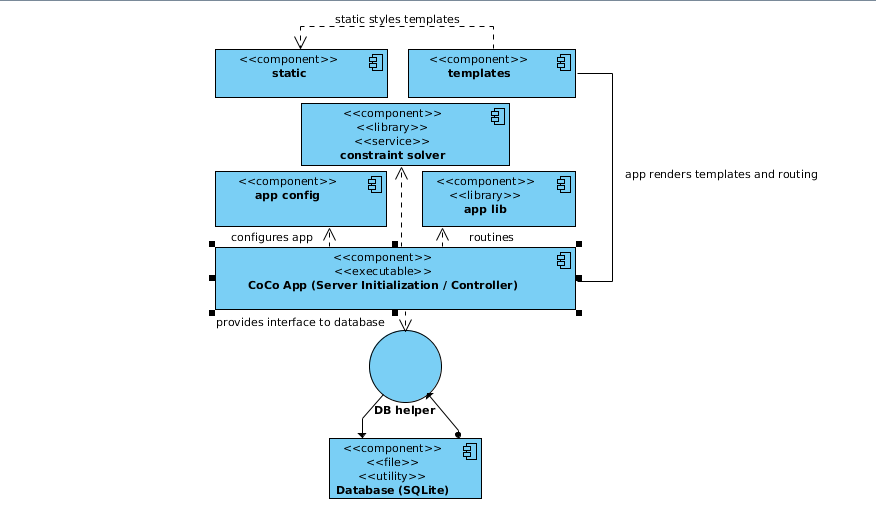 static styles templates
<<component>>
static
<<component>>
templates
<<component>>
<<library>>
<<service>>
constraint solver
app renders templates and routing
<<component>>
app config
<<component>>
<<library>>
app lib
configures app
routines
<<component>>
<<executable>>
CoCo App (Server Initialization / Controller)
provides interface to database
DB helper
<<component>>
<<file>>
<<utility>>
Database (SQLite)